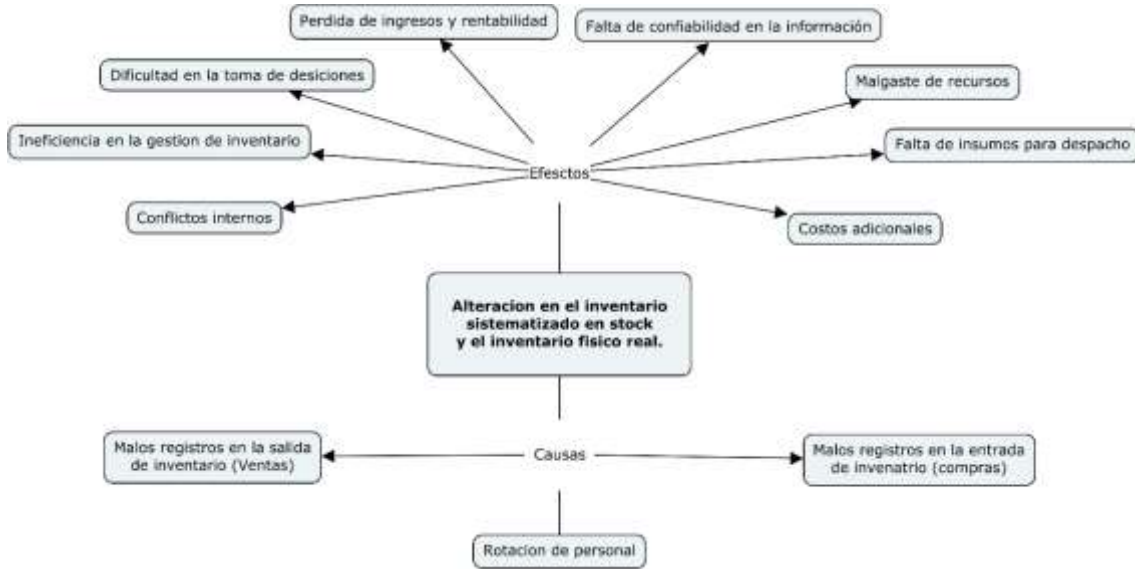 Perdida de ingresos y rentabilidad
Falta de confiabilidad en la información
Dificultad en la toma de desiciones
Malgaste de recursos
Ineficiencia en la gestion de inventario
Falta de insumos para despacho
Efesctos
Conflictos internos
Costos adicionales
Alteracion en el inventario
sistematizado en stock
y el inventario fisico real.
Malos registros en la salida
de inventario (Ventas)
Causas
Malos registros en la entrada
de invenatrio (compras)
Rotacion de personal